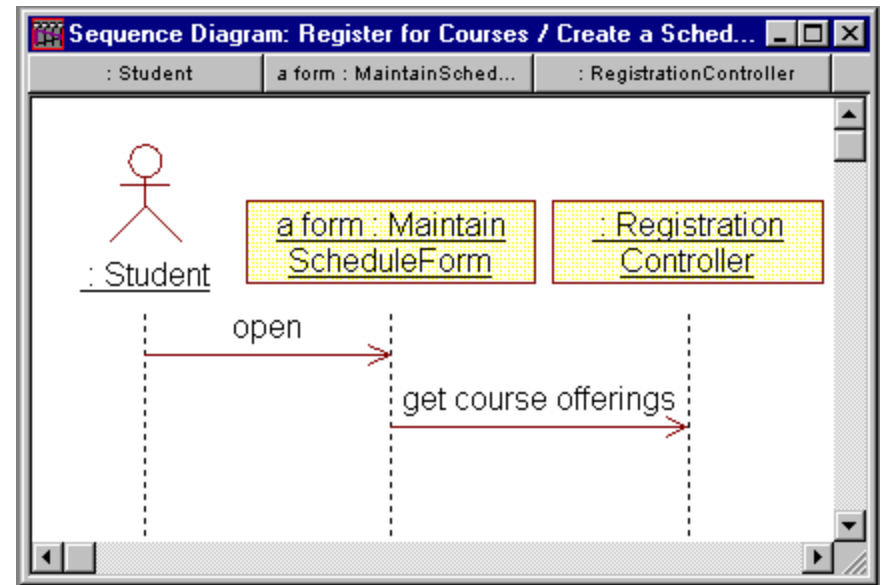 Sequence Diagram: Register for Courses / Create a Sched...
: Student
a form : MaintainSched...
: RegistrationController
a form : Maintain
ScheduleForm
: Registration
Controller
: Student
open
get course offerings